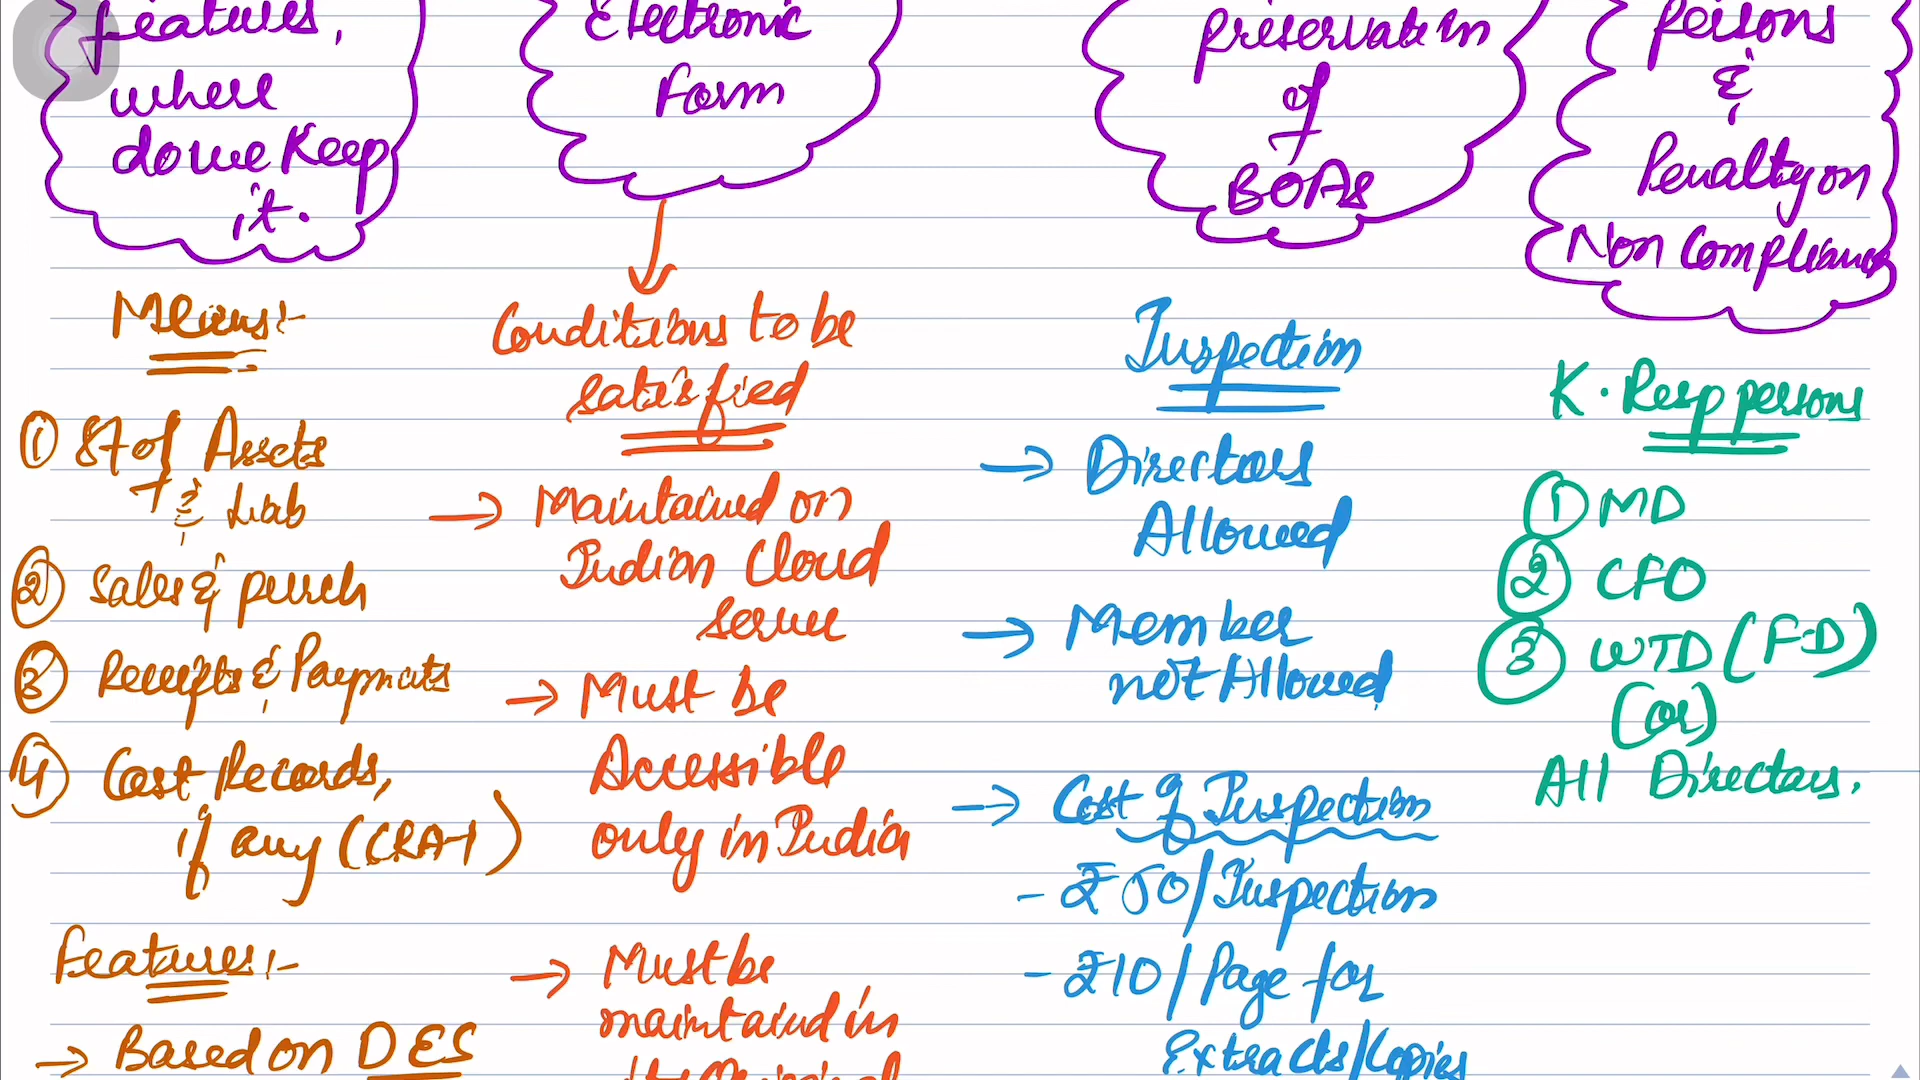 features,
where
do we Keep
it.
Means:-
① St of Assets
& Liab
② Sales & purch
③ Receipts & Payments
④ Cost Records,
if any (CRA-1)
Features:-
→ Based on DES
Electronic
Form
Conditions to be
satisfied
→ Maintained on
Indian Cloud
server
→ Must be
Accessible
only in India
→ Must be
maintained in
its Original
preservation
of
BOAs
Inspection
→ Directors
Allowed
→ Member
not Allowed
→ Cost of Inspection
- ₹50/Inspection
- ₹10/Page for
Extracts/Copies
persons
&
Penalty on
Non Compliance
K. Resp persons
① MD
② CFO
③ WTD (F.D)
(or)
All Directors.